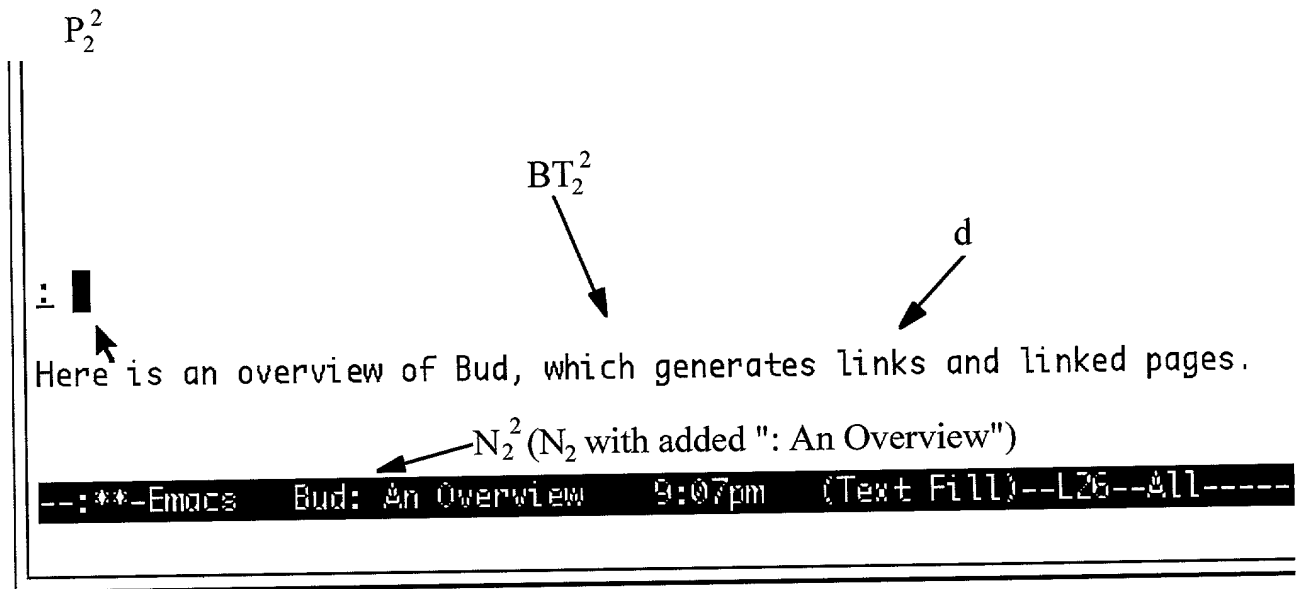 P₂²
BT₂²
d
:
Here is an overview of Bud, which generates links and linked pages.
N₂² (N₂ with added ": An Overview")
--:**-Emacs Bud: An Overview 9:07pm (Text Fill)--L26--All------